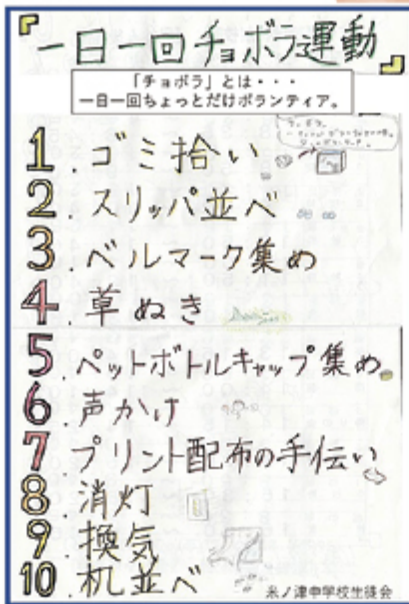 一日一回チョボラ運動
「チョボラ」とは・・・
一日一回ちょっとだけボランティア。
1.ゴミ拾い
2.スリッパ並べ
3.ベルマーク集め
4.草ぬき
5.ペットボトルキャップ集め
6.声かけ
7.プリント配布の手伝い
8.消灯
9.換気
10.机並べ
米ノ津中学校生徒会